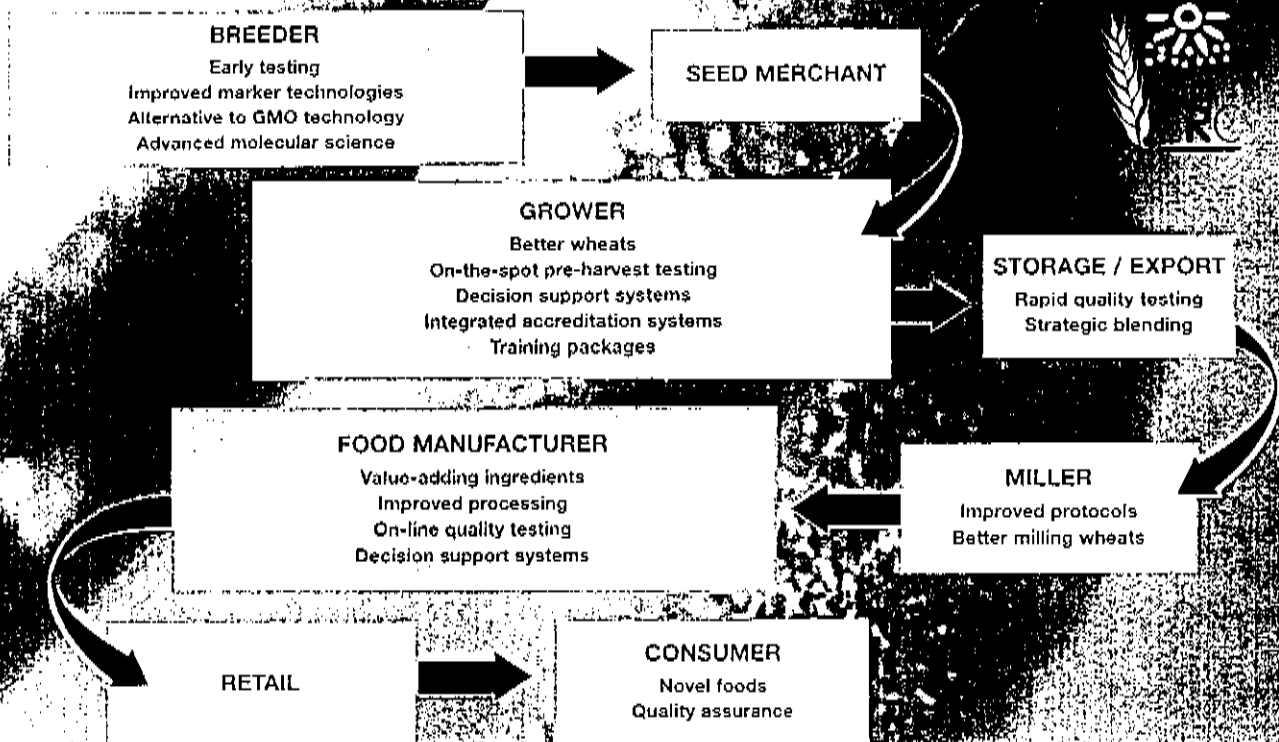 BREEDER
Early testing
Improved marker technologies
Alternative to GMO technology
Advanced molecular science
SEED MERCHANT
GROWER
Better wheats
On-the-spot pre-harvest testing
Decision support systems
Integrated accreditation systems
Training packages
STORAGE / EXPORT
Rapid quality testing
Strategic blending
MILLER
Improved protocols
Better milling wheats
FOOD MANUFACTURER
Value-adding ingredients
Improved processing
On-line quality testing
Decision support systems
RETAIL
CONSUMER
Novel foods
Quality assurance